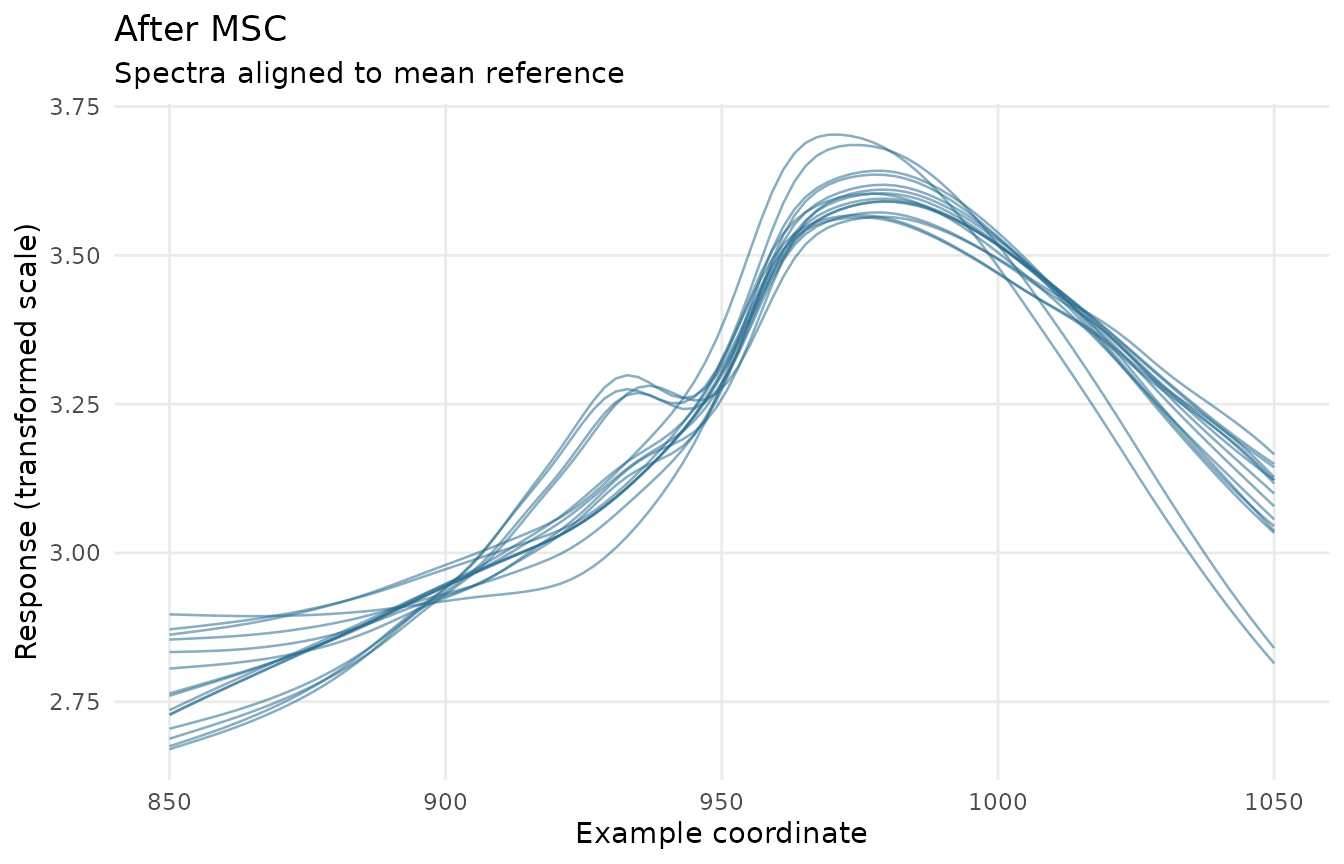 After MSC
Spectra aligned to mean reference
3.75
3.50
3.25
3.00
2.75
Response (transformed scale)
850 900 950 1000 1050
Example coordinate